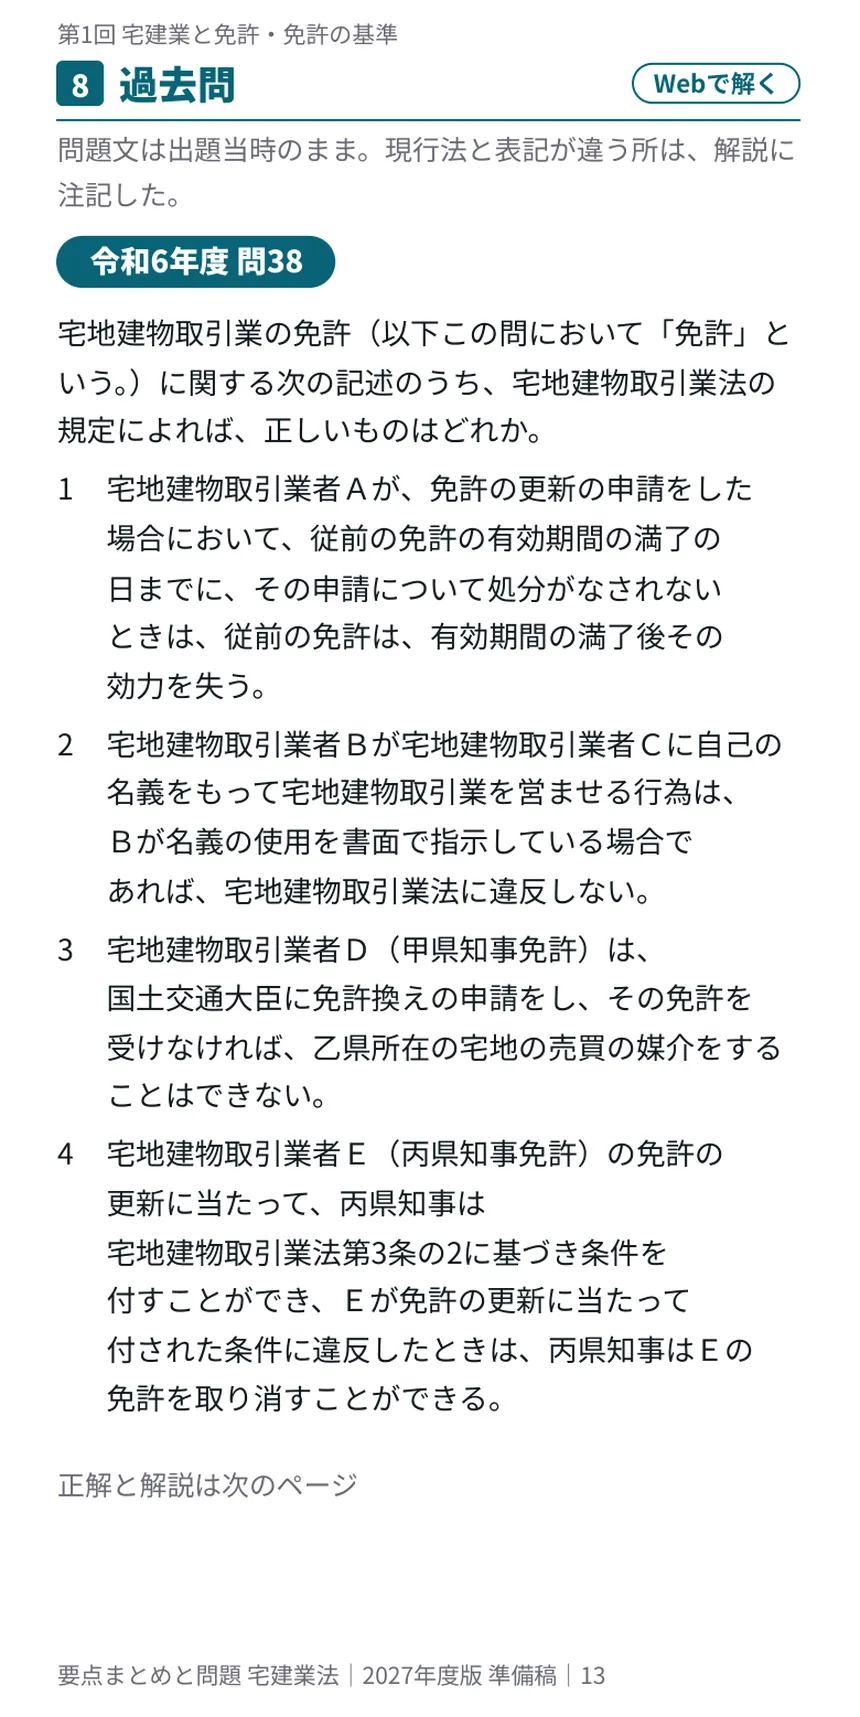 第1回 宅建業と免許・免許の基準
8 過去問
Webで解く
問題文は出題当時のまま。現行法と表記が違う所は、解説に
注記した。
令和6年度 問38
宅地建物取引業の免許（以下この問において「免許」と
いう。）に関する次の記述のうち、宅地建物取引業法の
規定によれば、正しいものはどれか。
1 宅地建物取引業者Ａが、免許の更新の申請をした
場合において、従前の免許の有効期間の満了の
日までに、その申請について処分がなされない
ときは、従前の免許は、有効期間の満了後その
効力を失う。
2 宅地建物取引業者Ｂが宅地建物取引業者Ｃに自己の
名義をもって宅地建物取引業を営ませる行為は、
Ｂが名義の使用を書面で指示している場合で
あれば、宅地建物取引業法に違反しない。
3 宅地建物取引業者Ｄ（甲県知事免許）は、
国土交通大臣に免許換えの申請をし、その免許を
受けなければ、乙県所在の宅地の売買の媒介をする
ことはできない。
4 宅地建物取引業者Ｅ（丙県知事免許）の免許の
更新に当たって、丙県知事は
宅地建物取引業法第3条の2に基づき条件を
付すことができ、Ｅが免許の更新に当たって
付された条件に違反したときは、丙県知事はＥの
免許を取り消すことができる。
正解と解説は次のページ
要点まとめと問題 宅建業法｜2027年度版 準備稿｜13